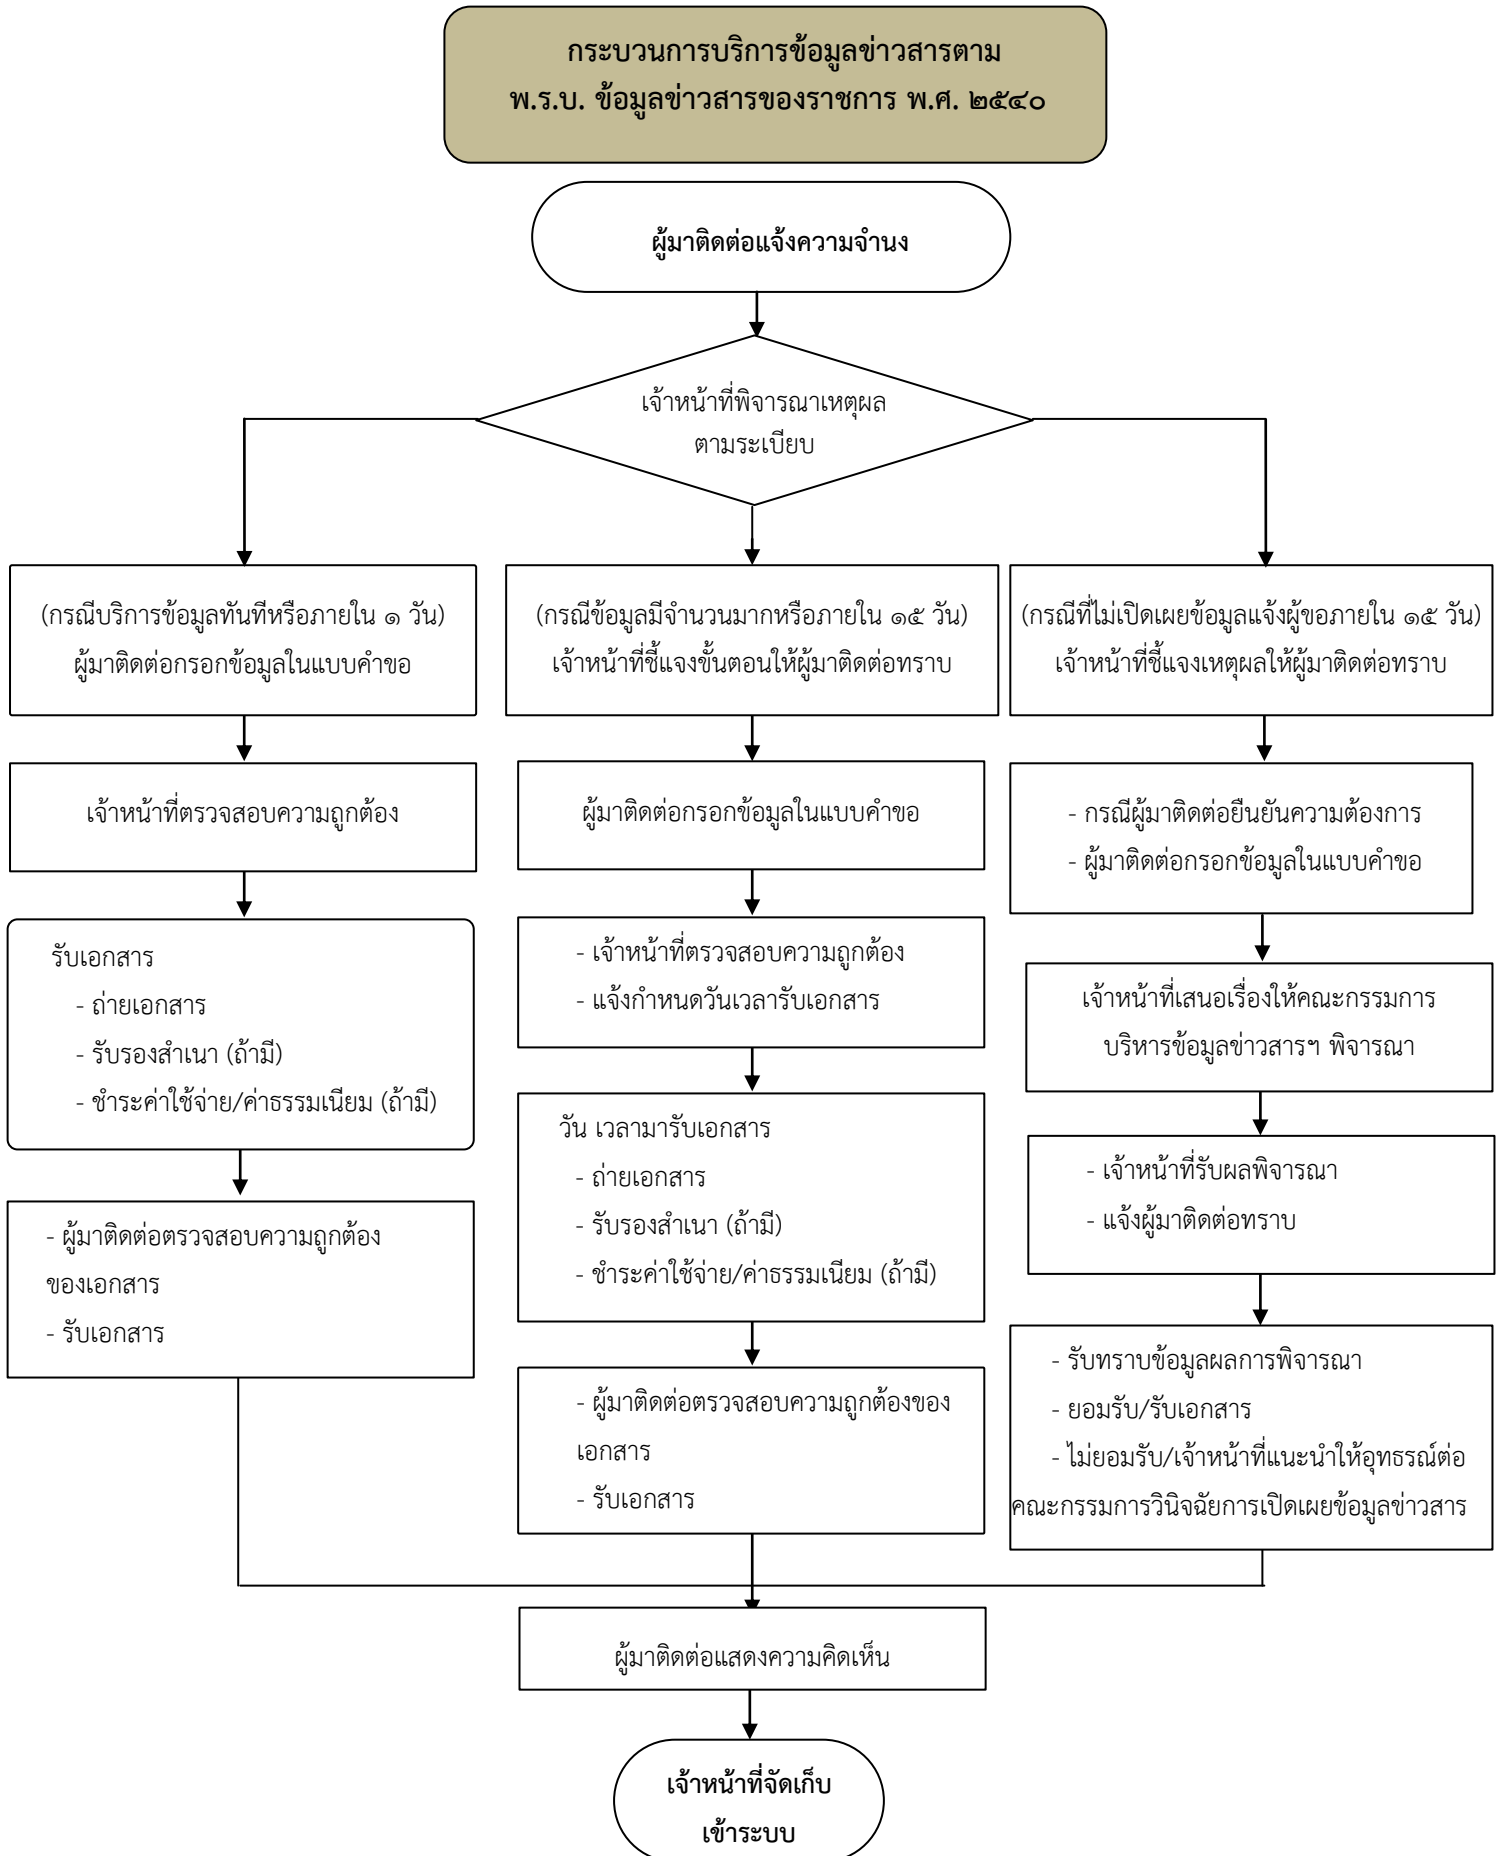 กระบวนการบริการข้อมูลข่าวสารตาม
พ.ร.บ. ข้อมูลข่าวสารของราชการ พ.ศ. ๒๕๔๐
ผู้มาติดต่อแจ้งความจำนง
เจ้าหน้าที่พิจารณาเหตุผล
ตามระเบียบ
(กรณีบริการข้อมูลทันทีหรือภายใน ๑ วัน)
ผู้มาติดต่อกรอกข้อมูลในแบบคำขอ
เจ้าหน้าที่ตรวจสอบความถูกต้อง
รับเอกสาร
- ถ่ายเอกสาร
- รับรองสำเนา (ถ้ามี)
- ชำระค่าใช้จ่าย/ค่าธรรมเนียม (ถ้ามี)
- ผู้มาติดต่อตรวจสอบความถูกต้อง
ของเอกสาร
- รับเอกสาร
(กรณีข้อมูลมีจำนวนมากหรือภายใน ๑๕ วัน)
เจ้าหน้าที่ชี้แจงขั้นตอนให้ผู้มาติดต่อทราบ
ผู้มาติดต่อกรอกข้อมูลในแบบคำขอ
- เจ้าหน้าที่ตรวจสอบความถูกต้อง
- แจ้งกำหนดวันเวลารับเอกสาร
วัน เวลามารับเอกสาร
- ถ่ายเอกสาร
- รับรองสำเนา (ถ้ามี)
- ชำระค่าใช้จ่าย/ค่าธรรมเนียม (ถ้ามี)
- ผู้มาติดต่อตรวจสอบความถูกต้องของ
เอกสาร
- รับเอกสาร
(กรณีที่ไม่เปิดเผยข้อมูลแจ้งผู้ขอภายใน ๑๕ วัน)
เจ้าหน้าที่ชี้แจงเหตุผลให้ผู้มาติดต่อทราบ
- กรณีผู้มาติดต่อยืนยันความต้องการ
- ผู้มาติดต่อกรอกข้อมูลในแบบคำขอ
เจ้าหน้าที่เสนอเรื่องให้คณะกรรมการ
บริหารข้อมูลข่าวสารฯ พิจารณา
- เจ้าหน้าที่รับผลพิจารณา
- แจ้งผู้มาติดต่อทราบ
- รับทราบข้อมูลผลการพิจารณา
- ยอมรับ/รับเอกสาร
- ไม่ยอมรับ/เจ้าหน้าที่แนะนำให้อุทธรณ์ต่อ
คณะกรรมการวินิจฉัยการเปิดเผยข้อมูลข่าวสาร
ผู้มาติดต่อแสดงความคิดเห็น
เจ้าหน้าที่จัดเก็บ
เข้าระบบ